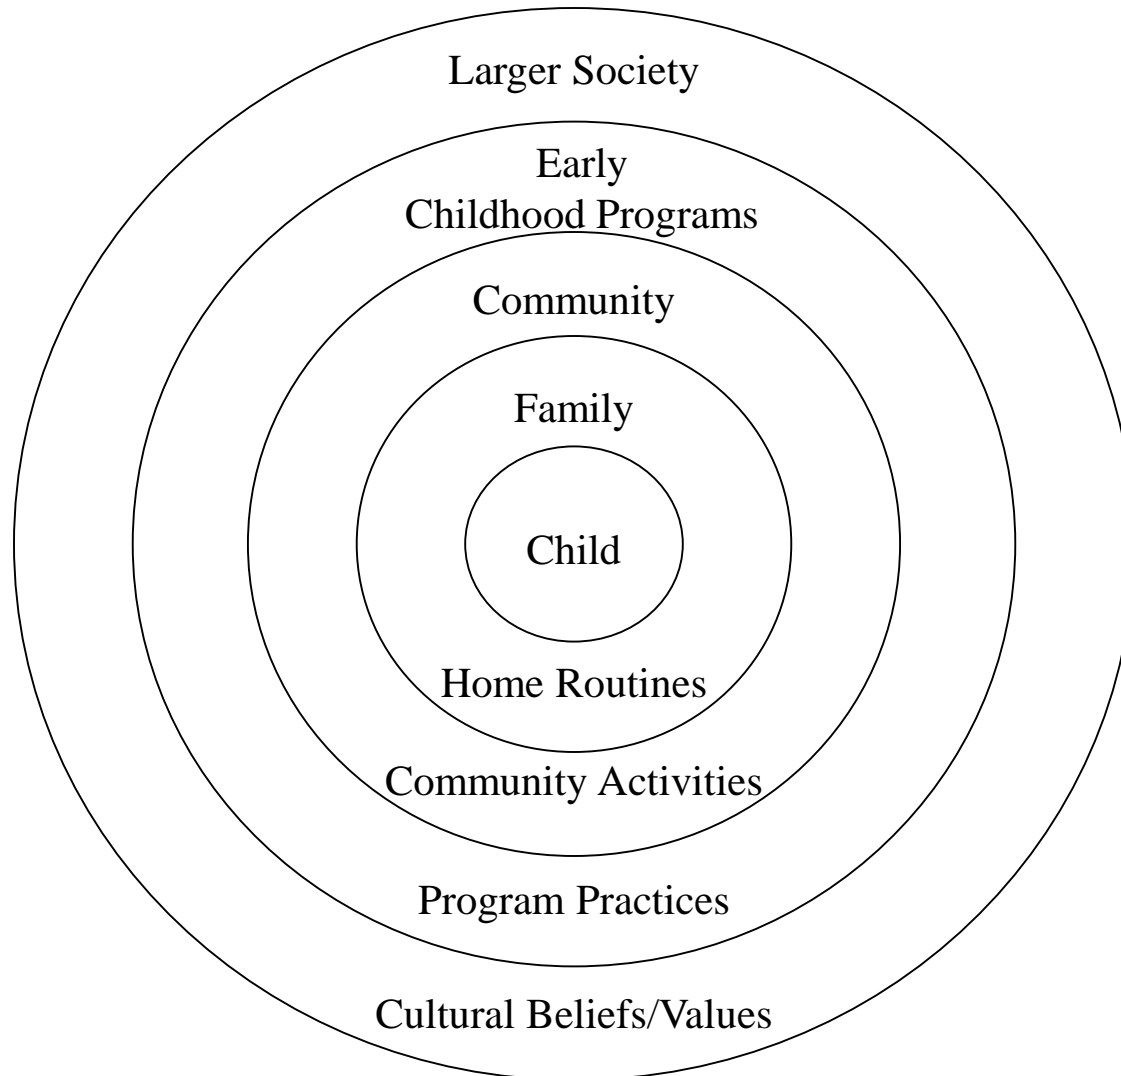 Larger Society
Early
Childhood Programs
Community
Family
Child
Home Routines
Community Activities
Program Practices
Cultural Beliefs/Values